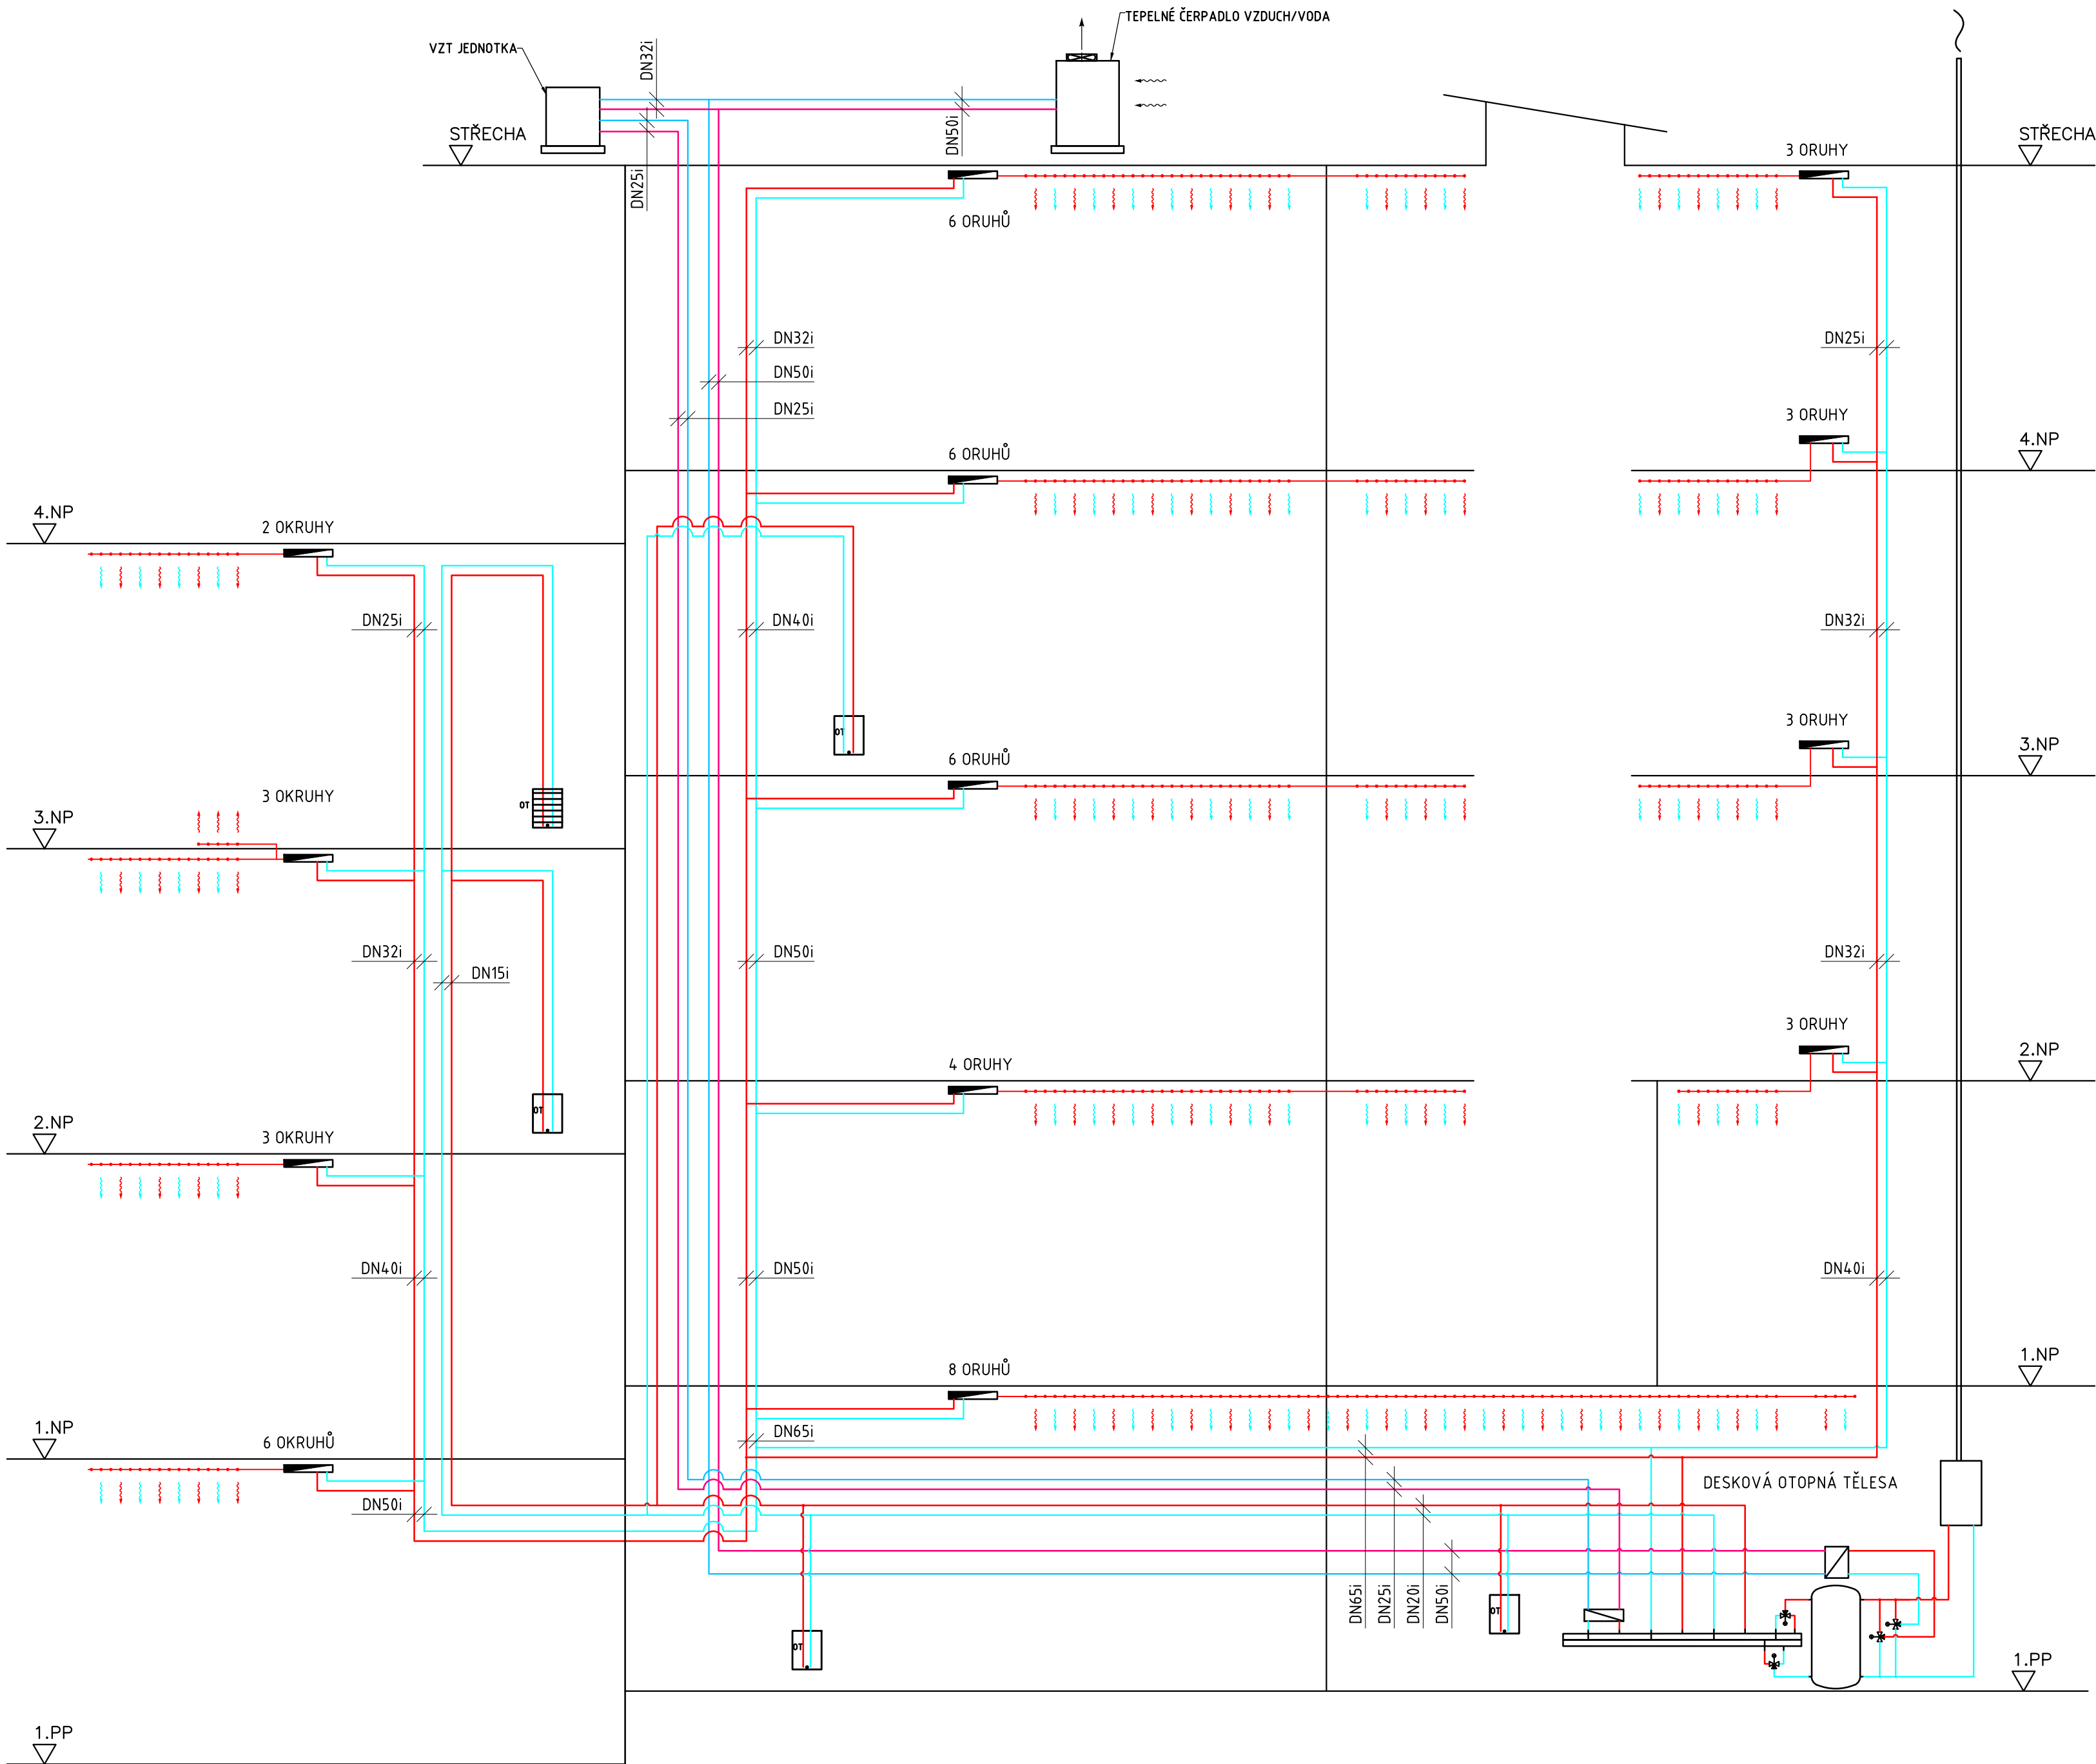 TEPELNÉ ČERPADLO VZDUCH/VODA
VZT JEDNOTKA
DN32i
DN50i
DN25i
STŘECHA
3 ORUHY
STŘECHA
6 ORUHŮ
DN32i
DN25i
DN50i
DN25i
3 ORUHY
4.NP
6 ORUHŮ
4.NP
2 OKRUHY
DN25i
DN40i
DN32i
OT
3 ORUHY
3.NP
6 ORUHŮ
3 OKRUHY
OT
3.NP
DN32i
DN50i
DN32i
DN15i
3 ORUHY
2.NP
4 ORUHY
OT
2.NP
3 OKRUHY
DN40i
DN50i
DN40i
1.NP
8 ORUHŮ
1.NP
6 OKRUHŮ
DN65i
DESKOVÁ OTOPNÁ TĚLESA
DN50i
DN65i
DN25i
DN20i
DN50i
OT
OT
1.PP
1.PP